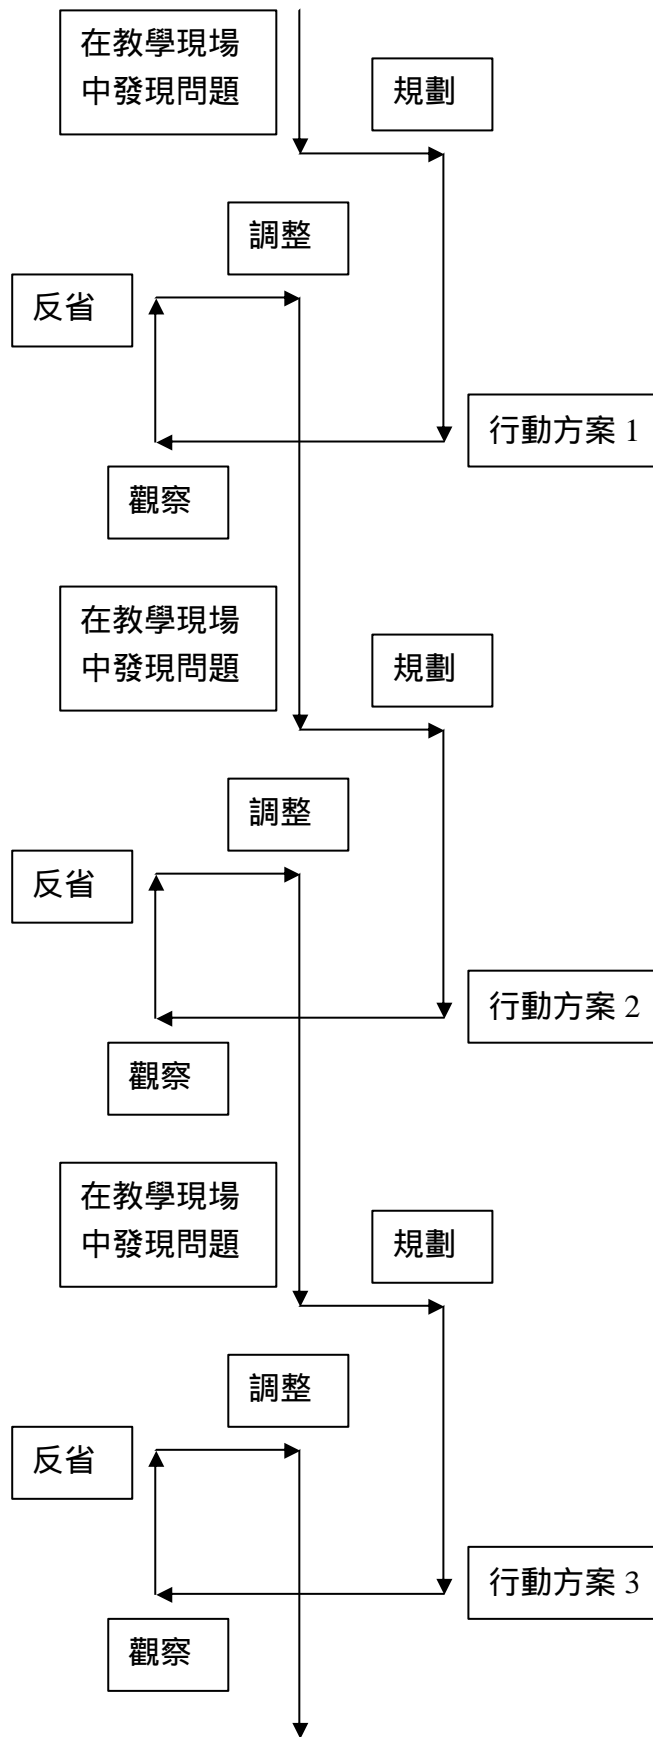 在教學現場
中發現問題
規劃
調整
反省
行動方案 1
觀察
在教學現場
中發現問題
規劃
調整
反省
行動方案 2
觀察
在教學現場
中發現問題
規劃
調整
反省
行動方案 3
觀察